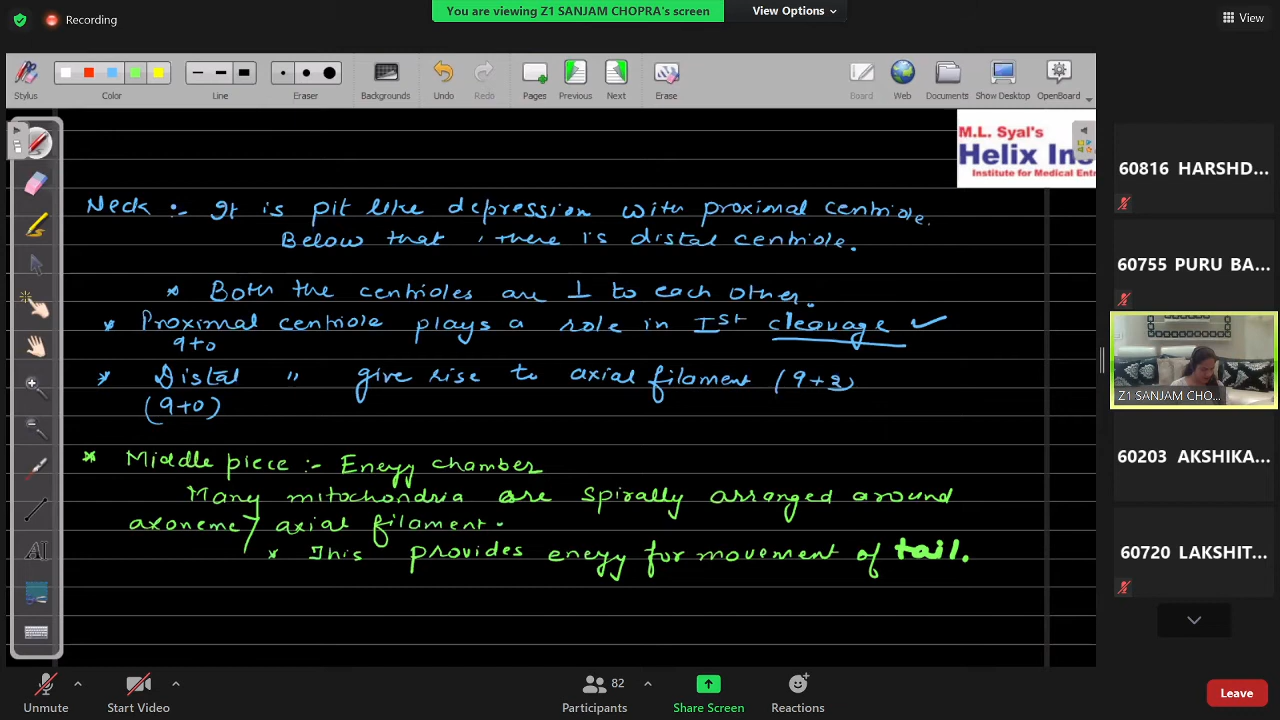 Recording
You are viewing Z1 SANJAM CHOPRA's screen
View Options
View
Stylus
Color
Line
Eraser
Backgrounds
Undo
Redo
Pages
Previous
Next
Erase
Board
Web
Documents
Show Desktop
OpenBoard
M.L. Syal's
Helix Ins
Institute for Medical Entr
Neck :- It is pit like depression with proximal centriole.
Below that, there is distal centriole.
* Both the centrioles are ⊥ to each other.
* Proximal centriole plays a role in Ist cleavage ✓
9+0
* Distal " give rise to axial filament (9+2)
(9+0)
* Middle piece :- Energy chamber
Many mitochondria are spirally arranged around
axoneme / axial filament.
* This provides energy for movement of tail.
60816 HARSHD...
60755 PURU BA...
Z1 SANJAM CHO...
60203 AKSHIKA...
60720 LAKSHIT...
Unmute
Start Video
82
Participants
Share Screen
Reactions
Leave